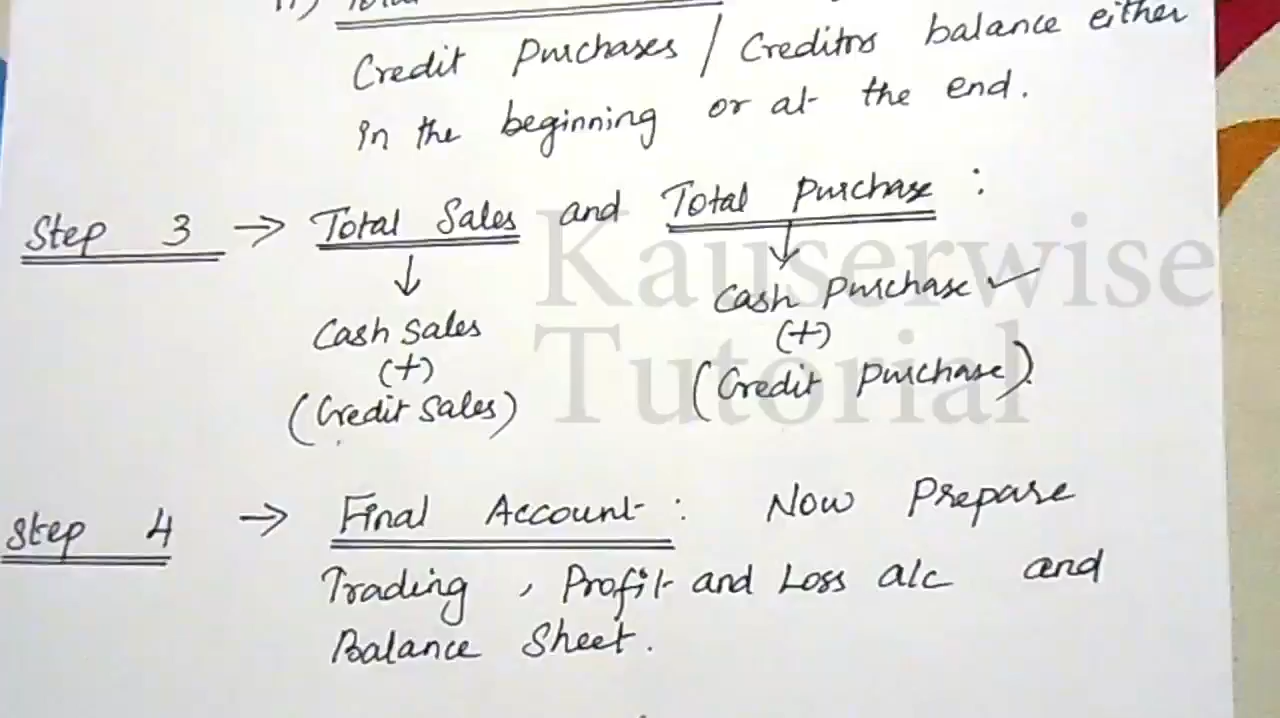 Credit Purchases / Creditors balance either
in the beginning or at the end.
Step 3 → Total Sales and Total Purchase :
↓ ↓
Cash Sales Cash Purchase ✓
(+) (+)
(Credit Sales) (Credit Purchase)
Step 4 → Final Account : Now Prepare
Trading , Profit and Loss a/c and
Balance Sheet.
Kauserwise
Tutorial